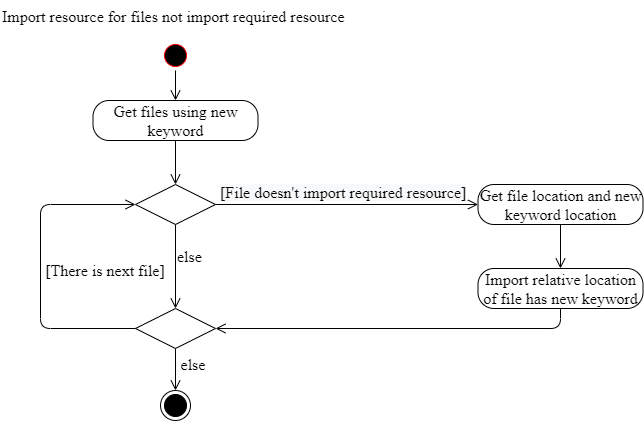 Import resource for files not import required resource
Get files using new
keyword
[File doesn't import required resource]
Get file location and new
keyword location
else
[There is next file]
Import relative location
of file has new keyword
else